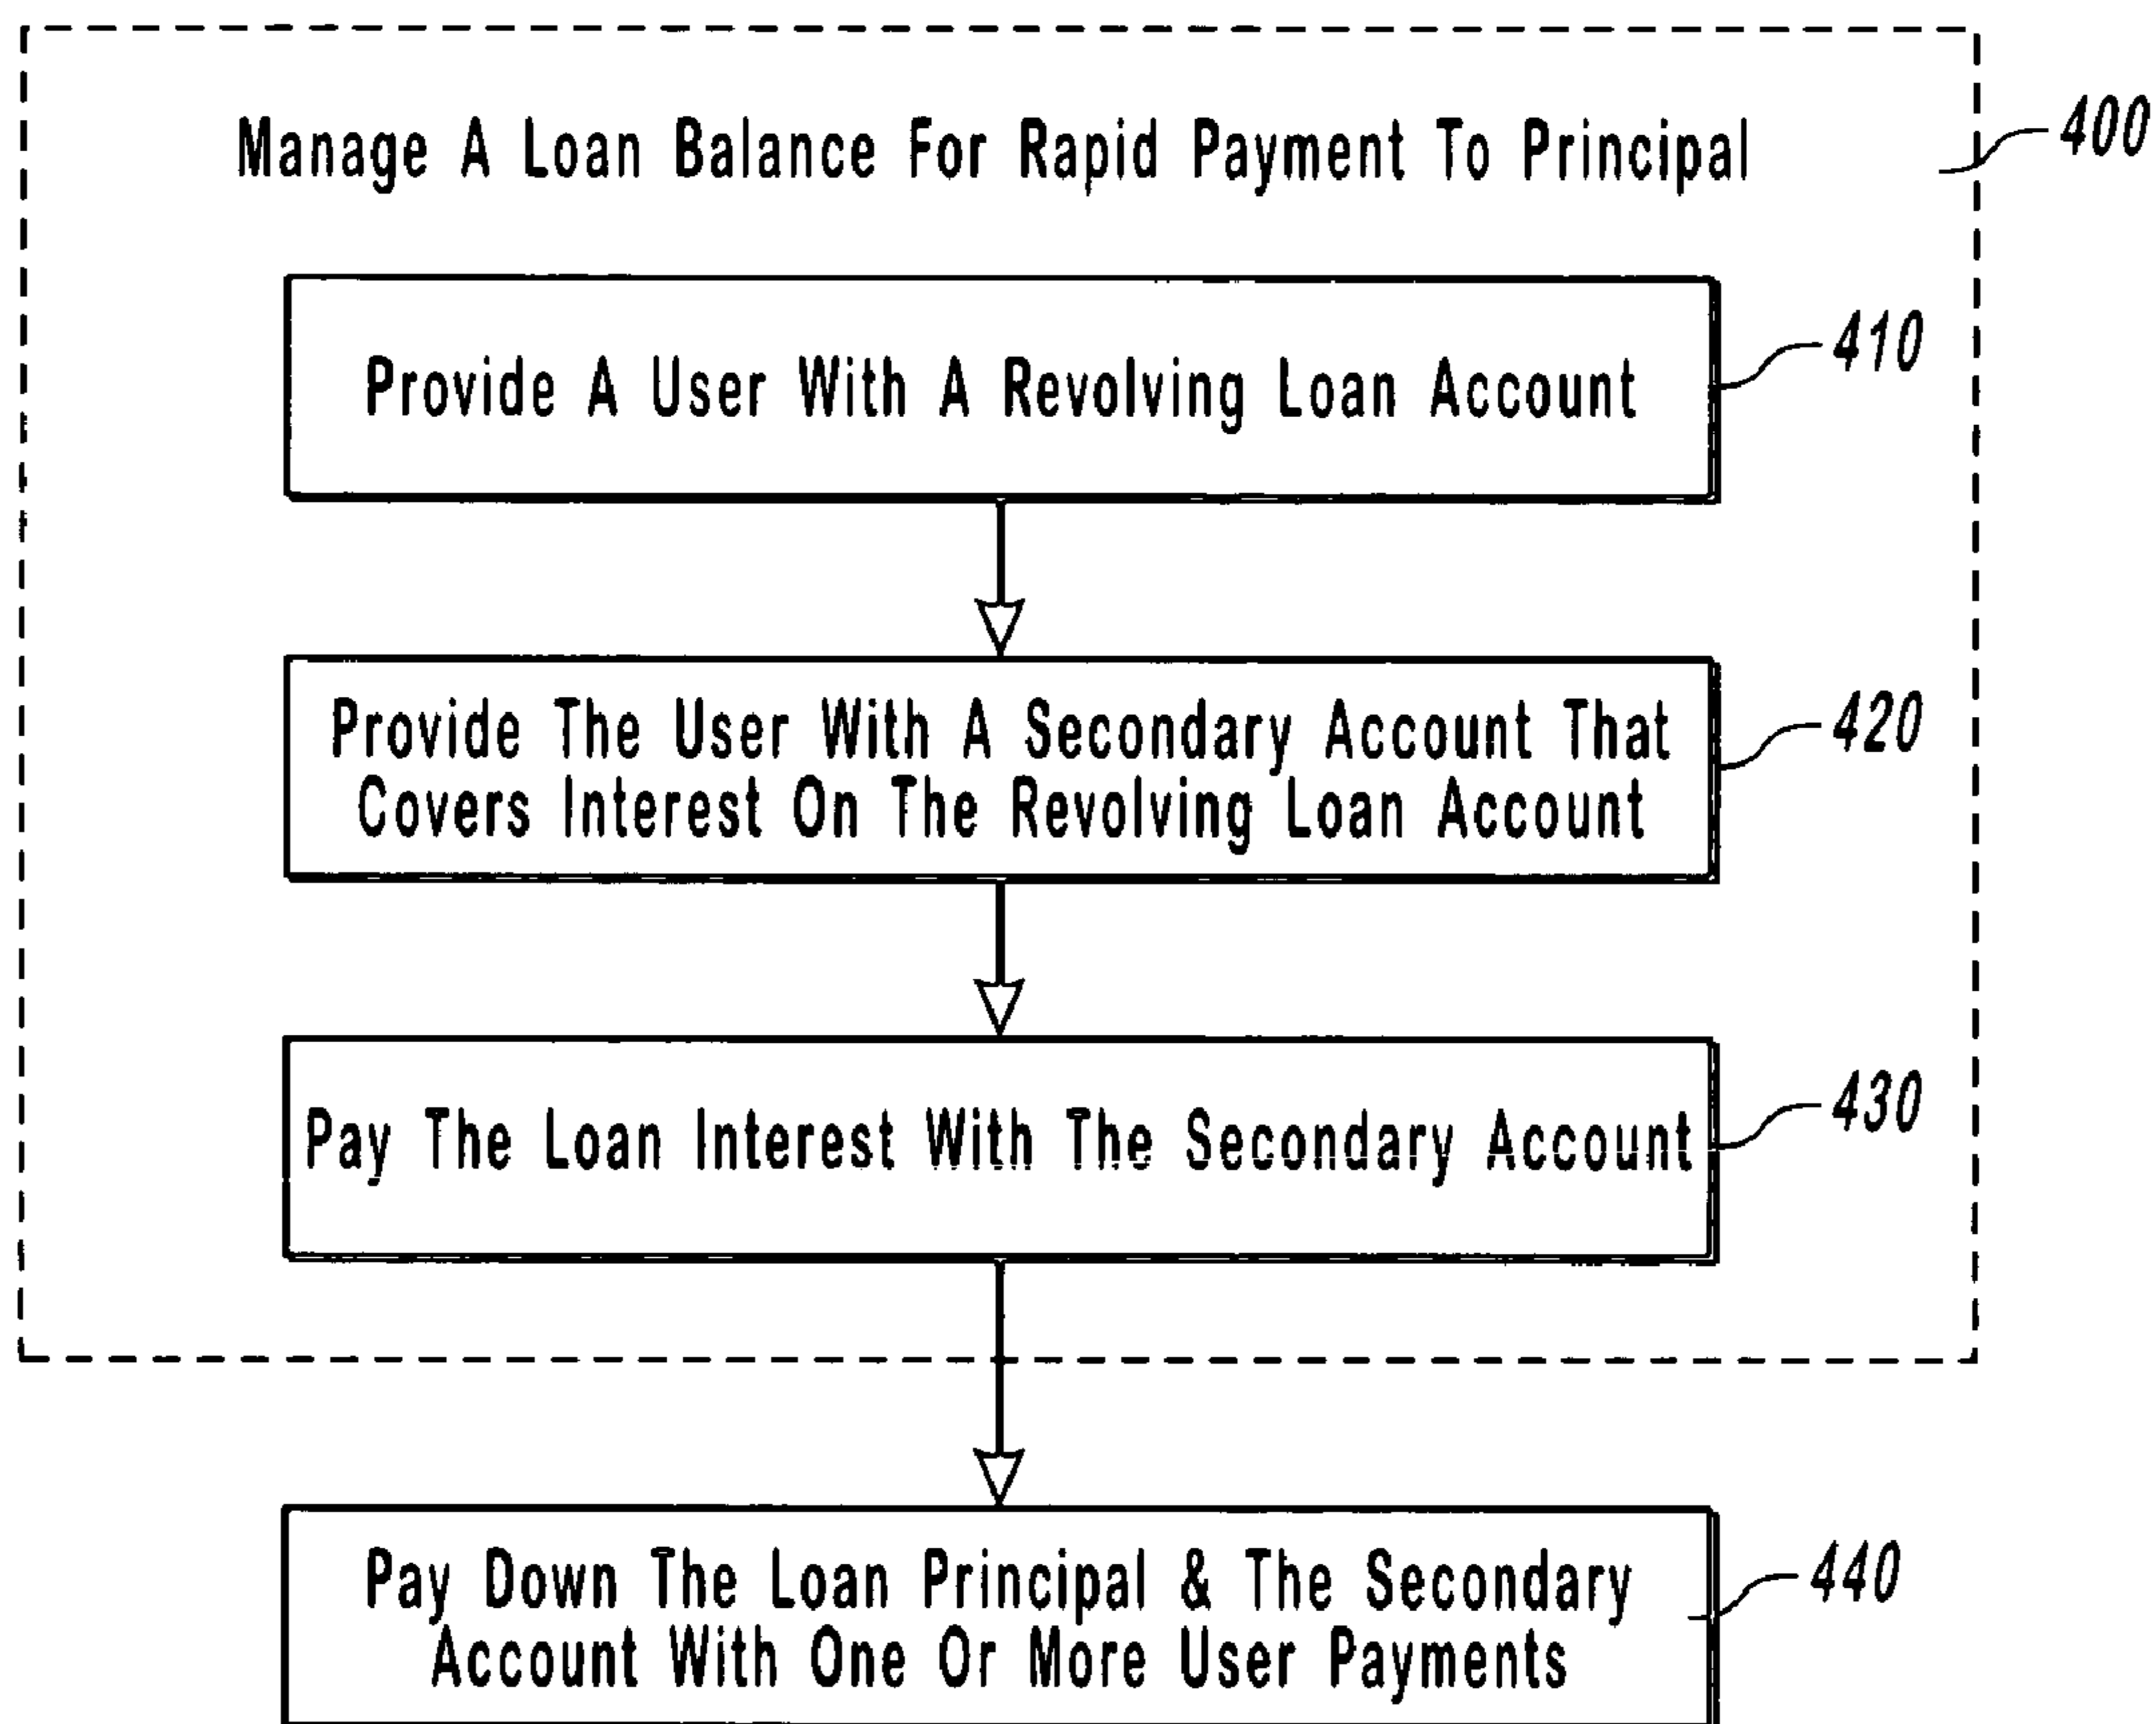 Manage A Loan Balance For Rapid Payment To Principal
400
Provide A User With A Revolving Loan Account
410
Provide The User With A Secondary Account That
Covers Interest On The Revolving Loan Account
420
Pay The Loan Interest With The Secondary Account
430
Pay Down The Loan Principal & The Secondary
Account With One Or More User Payments
440